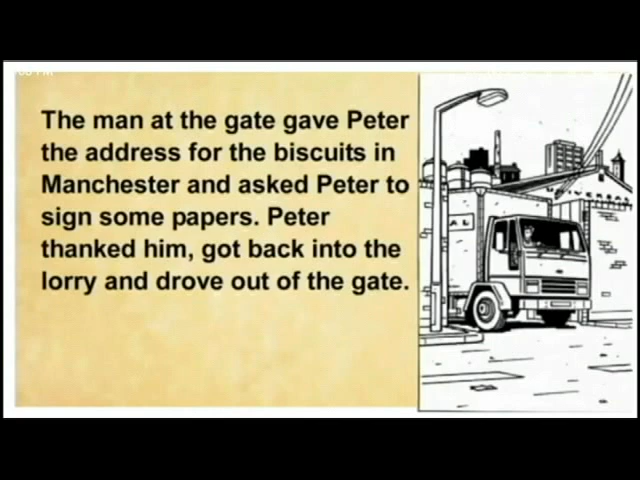 The man at the gate gave Peter
the address for the biscuits in
Manchester and asked Peter to
sign some papers. Peter
thanked him, got back into the
lorry and drove out of the gate.
AL